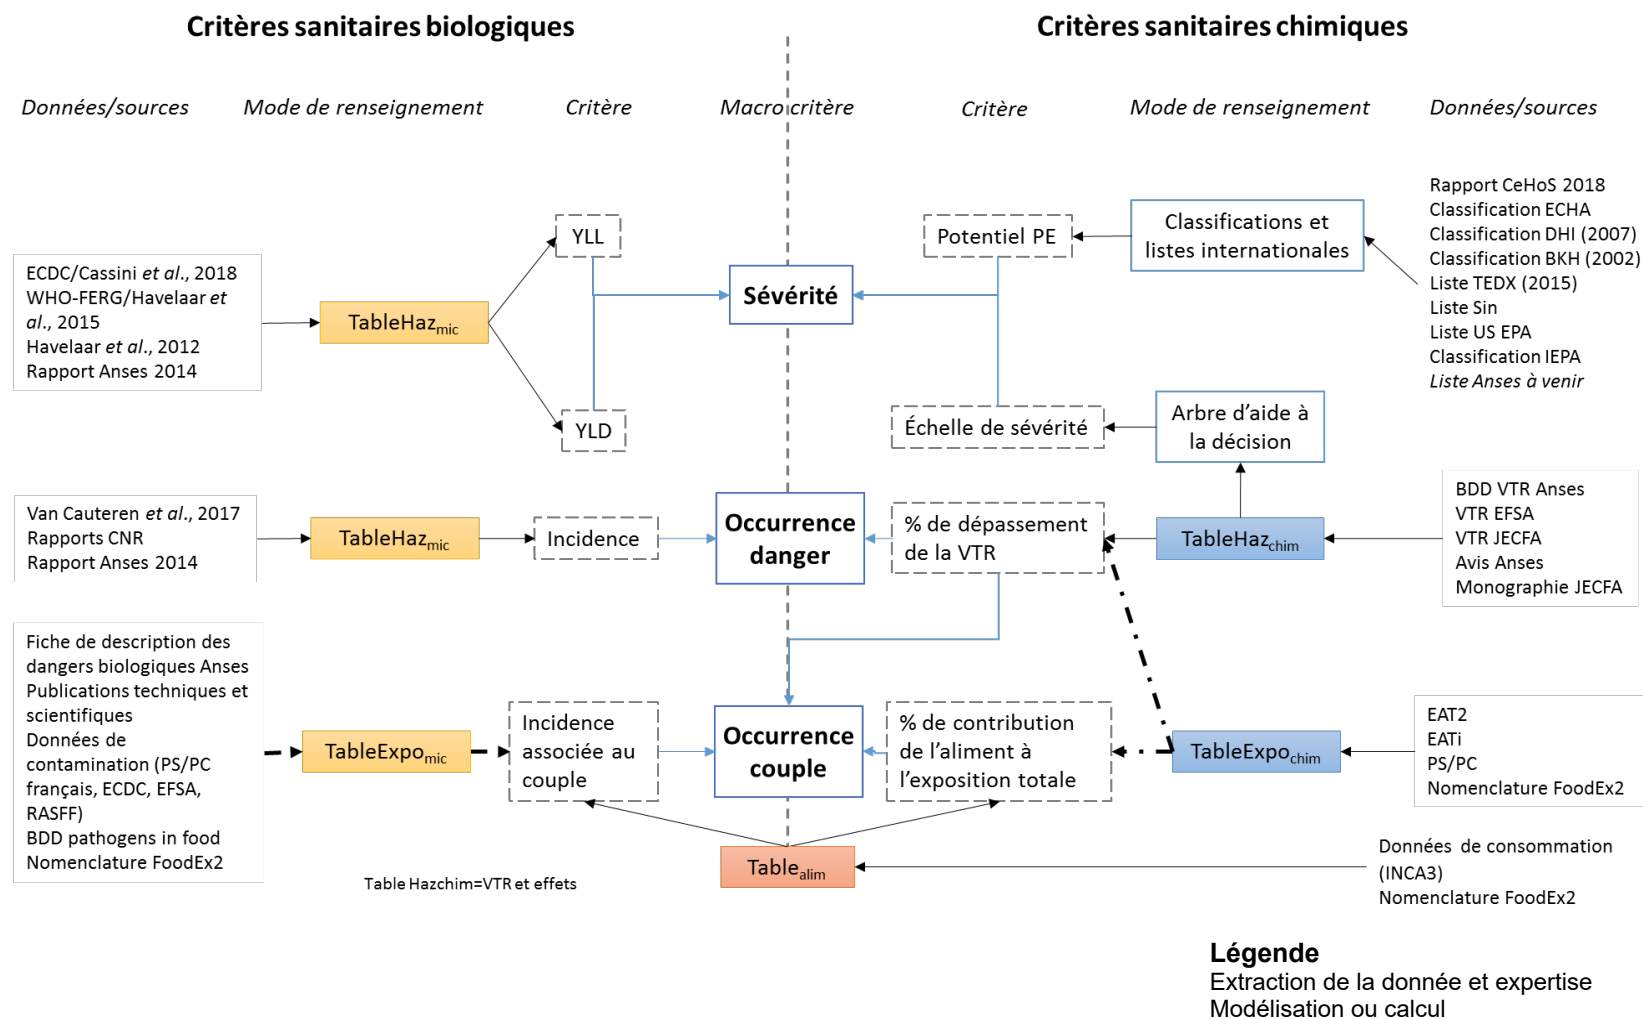 Critères sanitaires biologiques
Critères sanitaires chimiques
Données/sources
Mode de renseignement
Critère
Macro critère
Critère
Mode de renseignement
Données/sources
ECDC/Cassini et al., 2018
WHO-FERG/Havelaar et
al., 2015
Havelaar et al., 2012
Rapport Anses 2014
TableHazmic
YLL
YLD
Sévérité
Potentiel PE
Échelle de sévérité
Classifications et
listes internationales
Arbre d’aide à
la décision
Rapport CeHoS 2018
Classification ECHA
Classification DHI (2007)
Classification BKH (2002)
Liste TEDX (2015)
Liste Sin
Liste US EPA
Classification IEPA
Liste Anses à venir
Van Cauteren et al., 2017
Rapports CNR
Rapport Anses 2014
TableHazmic
Incidence
Occurrence
danger
% de dépassement
de la VTR
TableHazchim
BDD VTR Anses
VTR EFSA
VTR JECFA
Avis Anses
Monographie JECFA
Fiche de description des
dangers biologiques Anses
Publications techniques et
scientifiques
Données de
contamination (PS/PC
français, ECDC, EFSA,
RASFF)
BDD pathogens in food
Nomenclature FoodEx2
TableExpomic
Incidence
associée au
couple
Occurrence
couple
% de contribution
de l’aliment à
l’exposition totale
TableExpochim
EAT2
EATi
PS/PC
Nomenclature FoodEx2
Tablealim
Données de consommation
(INCA3)
Nomenclature FoodEx2
Table Hazchim=VTR et effets
Légende
Extraction de la donnée et expertise
Modélisation ou calcul